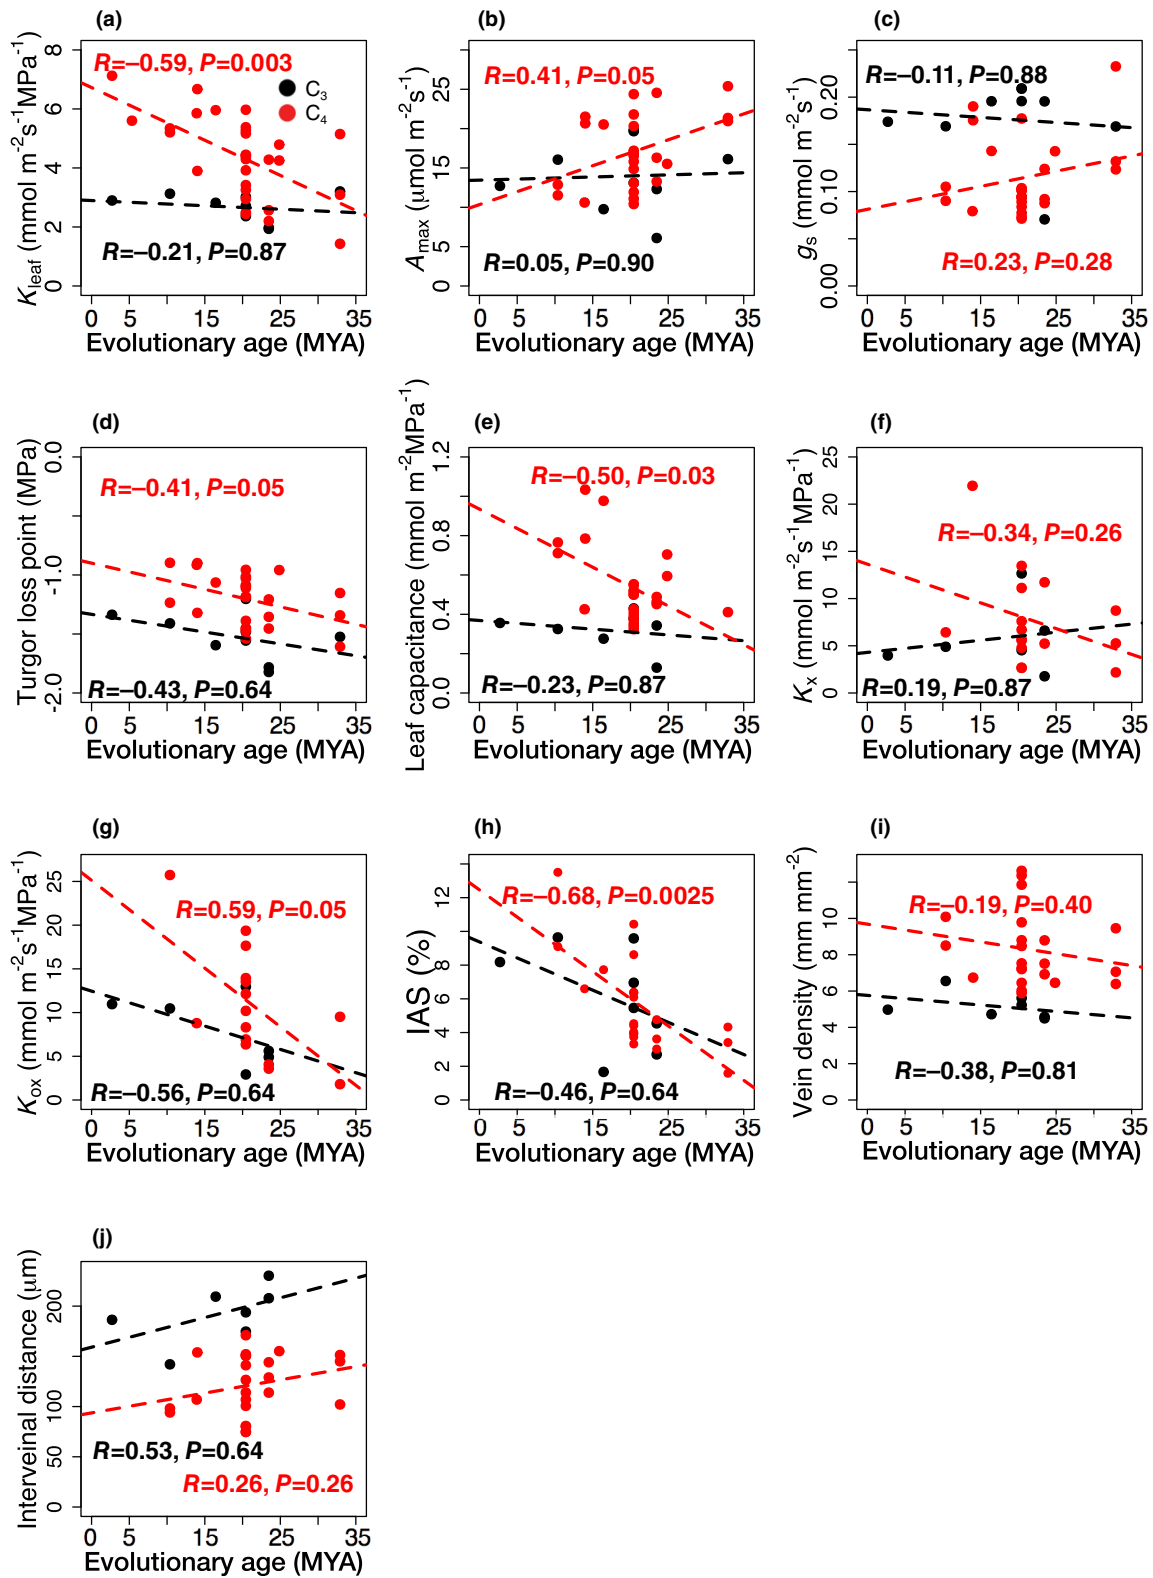 (a)
R=–0.59, P=0.003
C3
C4
R=–0.21, P=0.87
Kleaf (mmol m−2s−1MPa−1)
0 2 4 6 8
0 5 15 25 35
Evolutionary age (MYA)
(b)
R=0.41, P=0.05
R=0.05, P=0.90
Amax (μmol m−2s−1)
0 5 15 25
0 5 15 25 35
Evolutionary age (MYA)
(c)
R=–0.11, P=0.88
R=0.23, P=0.28
gs (mmol m−2s−1)
0.00 0.10 0.20
0 5 15 25 35
Evolutionary age (MYA)
(d)
R=–0.41, P=0.05
R=–0.43, P=0.64
Turgor loss point (MPa)
-2.0 -1.0 0.0
0 5 15 25 35
Evolutionary age (MYA)
(e)
R=–0.50, P=0.03
R=–0.23, P=0.87
Leaf capacitance (mmol m−2MPa−1)
0.0 0.4 0.8 1.2
0 5 15 25 35
Evolutionary age (MYA)
(f)
R=–0.34, P=0.26
R=0.19, P=0.87
Kx (mmol m−2s−1MPa−1)
0 5 10 15 20 25
0 5 15 25 35
Evolutionary age (MYA)
(g)
R=0.59, P=0.05
R=–0.56, P=0.64
Kox (mmol m−2s−1MPa−1)
0 5 10 15 20 25
0 5 15 25 35
Evolutionary age (MYA)
(h)
R=–0.68, P=0.0025
R=–0.46, P=0.64
IAS (%)
0 2 4 6 8 12
0 5 15 25 35
Evolutionary age (MYA)
(i)
R=–0.19, P=0.40
R=–0.38, P=0.81
Vein density (mm mm−2)
0 2 4 6 8 10
0 5 15 25 35
Evolutionary age (MYA)
(j)
R=0.53, P=0.64
R=0.26, P=0.26
Interveinal distance (μm)
0 50 100 200
0 5 15 25 35
Evolutionary age (MYA)